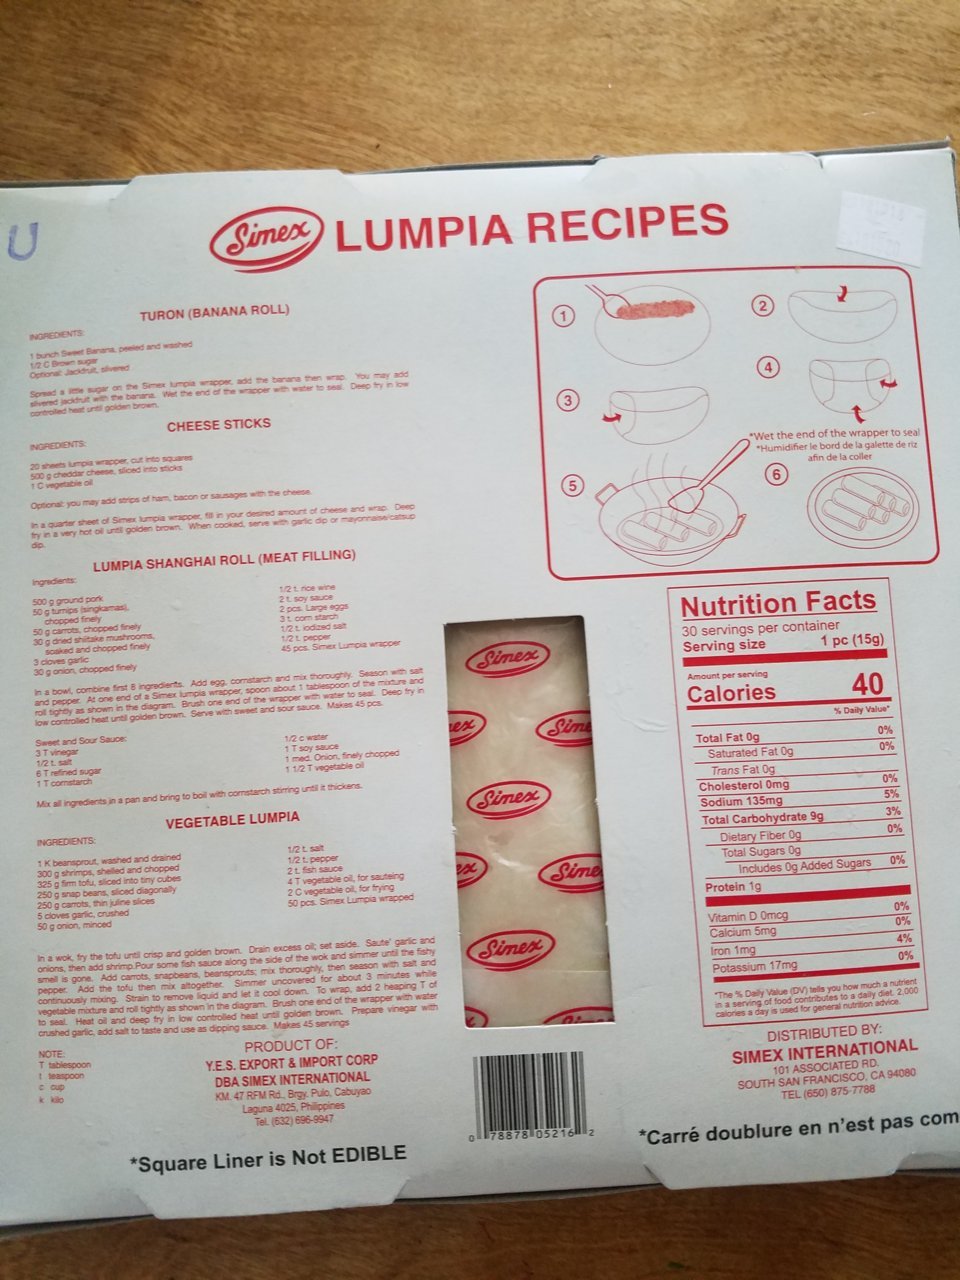 U
Simex LUMPIA RECIPES
TURON (BANANA ROLL)
INGREDIENTS:
1 bunch Sweet Banana, peeled and washed
1/2 C Brown sugar
Optional: Jackfruit, slivered
Spread a little sugar on the Simex lumpia wrapper, add the banana then wrap. You may add
slivered jackfruit with the banana. Wet the end of the wrapper with water to seal. Deep fry in low
controlled heat until golden brown.
CHEESE STICKS
INGREDIENTS:
20 sheets lumpia wrapper, cut into squares
500 g cheddar cheese, sliced into sticks
1 C vegetable oil
Optional: you may add strips of ham, bacon or sausages with the cheese.
In a quarter sheet of Simex lumpia wrapper, fill in your desired amount of cheese and wrap. Deep
fry in a very hot oil until golden brown. When cooked, serve with garlic dip or mayonnaise/catsup
dip.
LUMPIA SHANGHAI ROLL (MEAT FILLING)
Ingredients:
500 g ground pork
50 g turnips (singkamas),
chopped finely
50 g carrots, chopped finely
30 g dried shiitake mushrooms,
soaked and chopped finely
3 cloves garlic
30 g onion, chopped finely
1/2 t. rice wine
2 t. soy sauce
2 pcs. Large eggs
3 t. corn starch
1/2 t. iodized salt
1/2 t. pepper
45 pcs. Simex Lumpia wrapper
In a bowl, combine first 8 ingredients. Add egg, cornstarch and mix thoroughly. Season with salt
and pepper. At one end of a Simex lumpia wrapper, spoon about 1 tablespoon of the mixture and
roll tightly as shown in the diagram. Brush one end of the wrapper with water to seal. Deep fry in
low controlled heat until golden brown. Serve with sweet and sour sauce. Makes 45 pcs.
Sweet and Sour Sauce:
3 T vinegar
1/2 t. salt
6 T refined sugar
1 T cornstarch
1/2 c water
1 T soy sauce
1 med. Onion, finely chopped
1 1/2 T vegetable oil
Mix all ingredients in a pan and bring to boil with cornstarch stirring until it thickens.
VEGETABLE LUMPIA
INGREDIENTS:
1 K beansprout, washed and drained
300 g shrimps, shelled and chopped
325 g firm tofu, sliced into tiny cubes
250 g snap beans, sliced diagonally
250 g carrots, thin juline slices
5 cloves garlic, crushed
50 g onion, minced
1/2 t. salt
1/2 t. pepper
2 t. fish sauce
4 T vegetable oil, for sauteing
2 C vegetable oil, for frying
50 pcs. Simex Lumpia wrapped
In a wok, fry the tofu until crisp and golden brown. Drain excess oil; set aside. Saute' garlic and
onions, then add shrimp.Pour some fish sauce along the side of the wok and simmer until the fishy
smell is gone. Add carrots, snapbeans, beansprouts; mix thoroughly, then season with salt and
pepper. Add the tofu then mix altogether. Simmer uncovered for about 3 minutes while
continuously mixing. Strain to remove liquid and let it cool down. To wrap, add 2 heaping T of
vegetable mixture and roll tightly as shown in the diagram. Brush one end of the wrapper with water
to seal. Heat oil and deep fry in low controlled heat until golden brown. Prepare vinegar with
crushed garlic, add salt to taste and use as dipping sauce. Makes 45 servings
NOTE:
T tablespoon
t teaspoon
c cup
k kilo
PRODUCT OF:
Y.E.S. EXPORT & IMPORT CORP
DBA SIMEX INTERNATIONAL
KM. 47 RFM Rd., Brgy. Pulo, Cabuyao
Laguna 4025, Philippines
Tel. (632) 696-9947
*Square Liner is Not EDIBLE
1
2
3
4
*Wet the end of the wrapper to seal
*Humidifier le bord de la galette de riz
afin de la coller
5
6
Simex
ex Sime
Simex
ex Sime
Simex
0 78878 05216 2
Nutrition Facts
30 servings per container
Serving size 1 pc (15g)
Amount per serving
Calories 40
% Daily Value*
Total Fat 0g 0%
Saturated Fat 0g 0%
Trans Fat 0g
Cholesterol 0mg 0%
Sodium 135mg 5%
Total Carbohydrate 9g 3%
Dietary Fiber 0g 0%
Total Sugars 0g
Includes 0g Added Sugars 0%
Protein 1g
Vitamin D 0mcg 0%
Calcium 5mg 0%
Iron 1mg 4%
Potassium 17mg 0%
*The % Daily Value (DV) tells you how much a nutrient
in a serving of food contributes to a daily diet. 2,000
calories a day is used for general nutrition advice.
DISTRIBUTED BY:
SIMEX INTERNATIONAL
101 ASSOCIATED RD.
SOUTH SAN FRANCISCO, CA 94080
TEL (650) 875-7788
*Carré doublure en n'est pas com